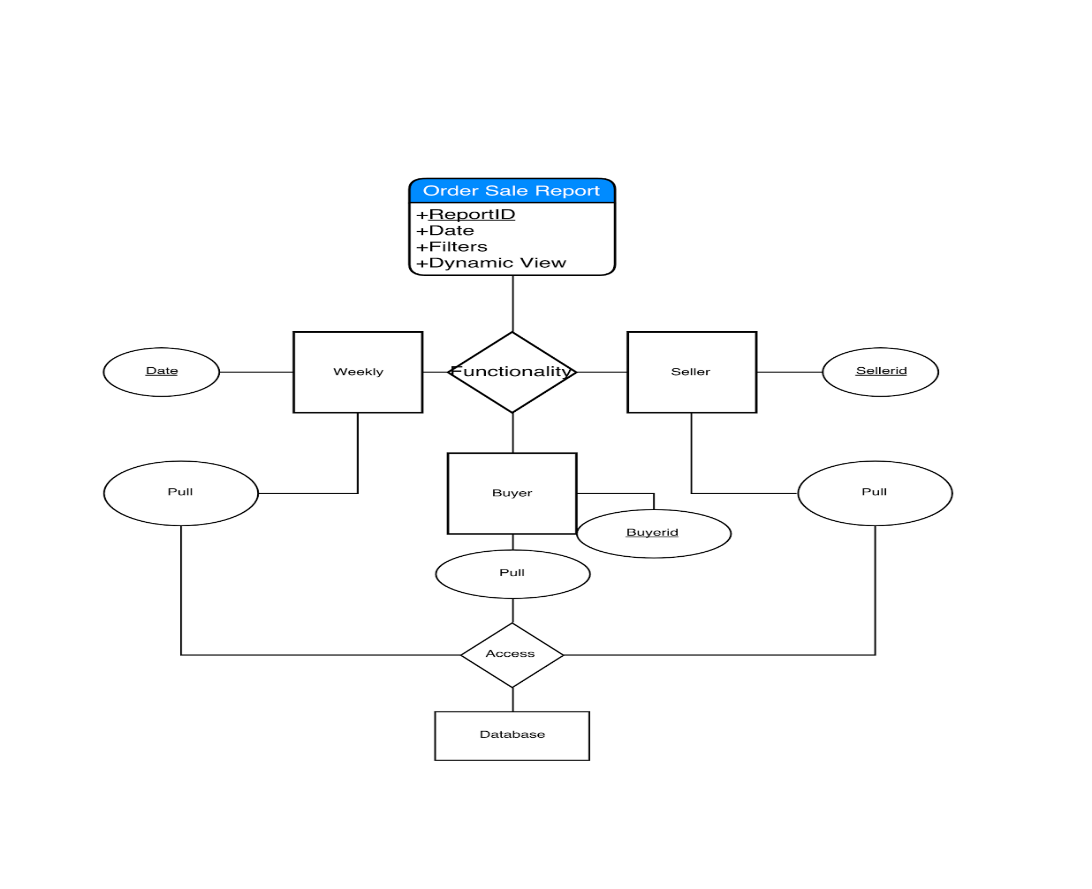 Order Sale Report
+ReportID
+Date
+Filters
+Dynamic View
Date
Weekly
Functionality
Seller
Sellerid
Pull
Buyer
Pull
Buyerid
Pull
Access
Database